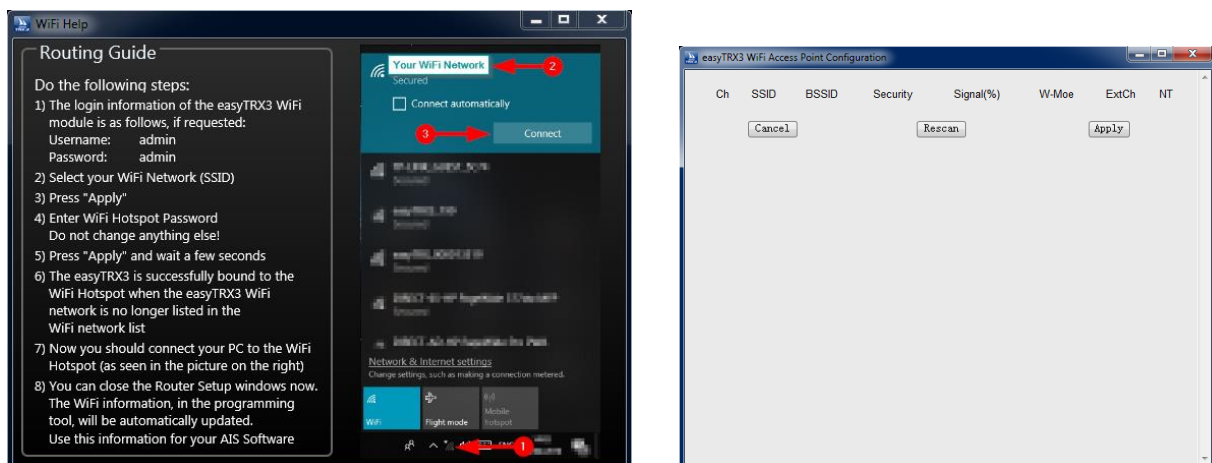 WiFi Help
Routing Guide
Do the following steps:
1) The login information of the easyTRX3 WiFi
module is as follows, if requested:
Username: admin
Password: admin
2) Select your WiFi Network (SSID)
3) Press "Apply"
4) Enter WiFi Hotspot Password
Do not change anything else!
5) Press "Apply" and wait a few seconds
6) The easyTRX3 is successfully bound to the
WiFi Hotspot when the easyTRX3 WiFi
network is no longer listed in the
WiFi network list
7) Now you should connect your PC to the WiFi
Hotspot (as seen in the picture on the right)
8) You can close the Router Setup windows now.
The WiFi information, in the programming
tool, will be automatically updated.
Use this information for your AIS Software
Your WiFi Network
2
Secured
Connect automatically
3
Connect
Network & Internet settings
Change settings, such as making a connection metered.
WiFi
Flight mode
Mobile
hotspot
1
easyTRX3 WiFi Access Point Configuration
Ch SSID BSSID Security Signal(%) W-Moe ExtCh NT
Cancel Rescan Apply